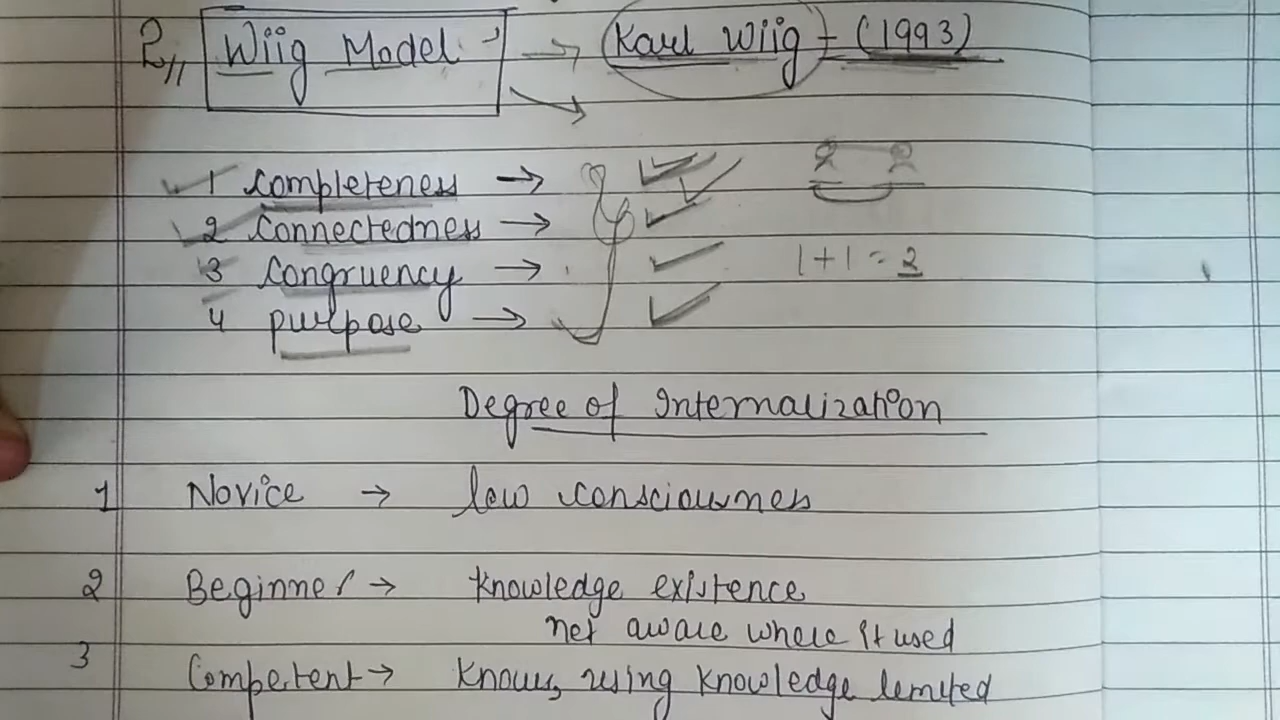 2,, Wiig Model → Karl Wiig - (1993)
1 completeness →
2 connectedness →
3 congruency → 1+1 = 2
4 purpose →
Degree of Internalization
1 Novice → low consciousness
2 Beginner → knowledge existence
not aware where it used
3 Competent → Knows, using knowledge limited